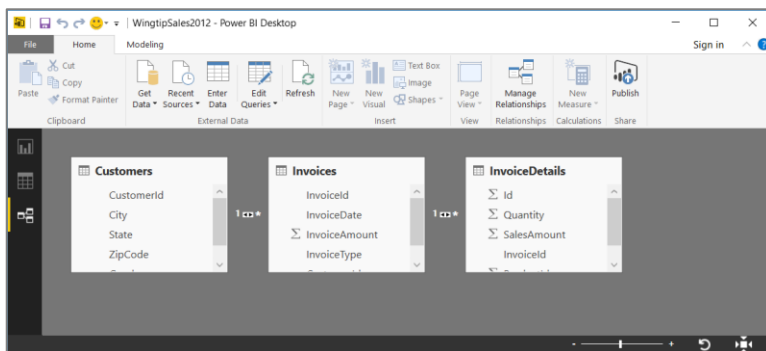 WingtipSales2012 - Power BI Desktop
File Home Modeling Sign in ?
Paste
Cut
Copy
Format Painter
Get Data
Recent Sources
Enter Data
Edit Queries
Refresh
New Page
New Visual
Text Box
Image
Shapes
Page View
Manage Relationships
New Measure
Publish
Clipboard External Data Insert View Relationships Calculations Share
Customers
CustomerId
City
State
ZipCode
1 *
Invoices
InvoiceId
InvoiceDate
Σ InvoiceAmount
InvoiceType
1 *
InvoiceDetails
Σ Id
Σ Quantity
Σ SalesAmount
InvoiceId
- +